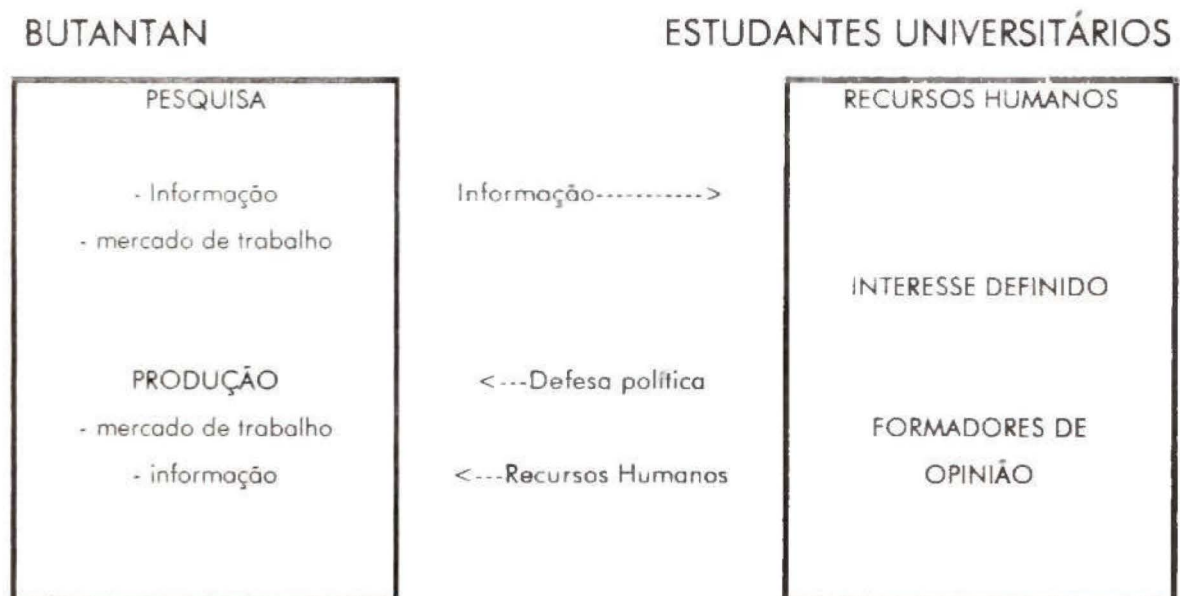 BUTANTAN
ESTUDANTES UNIVERSITÁRIOS
PESQUISA
- Informação
- mercado de trabalho
PRODUÇÃO
- mercado de trabalho
- informação
Informação----------->
<---Defesa política
<---Recursos Humanos
RECURSOS HUMANOS
INTERESSE DEFINIDO
FORMADORES DE
OPINIÃO